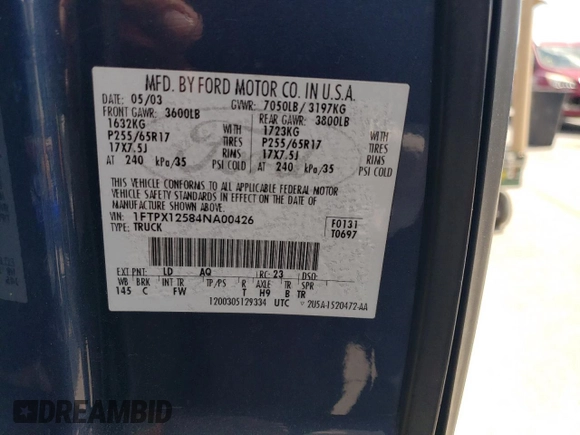 MFD. BY FORD MOTOR CO. IN U.S.A.
DATE: 05/03 GVWR: 7050LB/ 3197KG
FRONT GAWR: 3600LB REAR GAWR: 3800LB
1632KG WITH 1723KG WITH
P255/65R17 TIRES P255/65R17 TIRES
17X7.5J RIMS 17X7.5J RIMS
AT 240 kPa/35 PSI COLD AT 240 kPa/35 PSI COLD
THIS VEHICLE CONFORMS TO ALL APPLICABLE FEDERAL MOTOR
VEHICLE SAFETY STANDARDS IN EFFECT ON THE DATE OF
MANUFACTURE SHOWN ABOVE.
VIN: 1FTPX12584NA00426 F0131
TYPE: TRUCK T0697
EXT PNT: LD AQ RC: 23 DSO:
WB BRK INT TR TP/PS R AXLE TR SPR
145 C FW T H9 B TR
1200305129334 UTC 2U5A-1520472-AA
DREAMBID